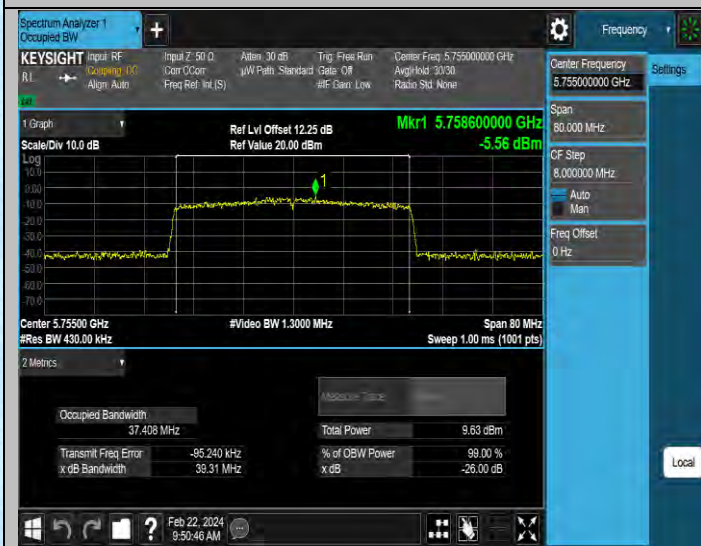 Spectrum Analyzer 1
Occupied BW
+
Frequency
KEYSIGHT
RL
Input: RF
Coupling: DC
Align: Auto
Input Z: 50 Ω
Corr CCorr
Freq Ref: Int (S)
Atten: 30 dB
µW Path: Standard
Trig: Free Run
Gate: Off
#IF Gain: Low
Center Freq: 5.755000000 GHz
Avg|Hold: 30/30
Radio Std: None
Center Frequency
5.755000000 GHz
Settings
Span
80.000 MHz
CF Step
8.000000 MHz
Auto
Man
Freq Offset
0 Hz
1 Graph
Scale/Div 10.0 dB
Ref Lvl Offset 12.25 dB
Ref Value 20.00 dBm
Mkr1 5.758600000 GHz
-5.56 dBm
Log
10.0
0.00
-10.0
-20.0
-30.0
-40.0
-50.0
-60.0
-70.0
1
Center 5.75500 GHz
#Res BW 430.00 kHz
#Video BW 1.3000 MHz
Span 80 MHz
Sweep 1.00 ms (1001 pts)
2 Metrics
Measure Trace
Occupied Bandwidth
37.408 MHz
Total Power 9.63 dBm
Transmit Freq Error -95.240 kHz
% of OBW Power 99.00 %
x dB Bandwidth 39.31 MHz
x dB -26.00 dB
Local
?
Feb 22, 2024
9:50:46 AM